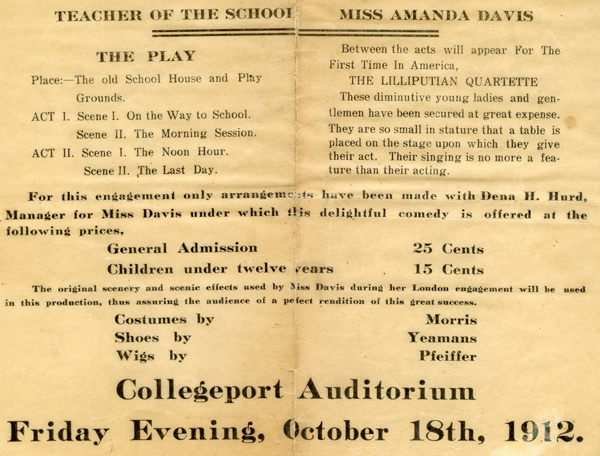 TEACHER OF THE SCHOOL MISS AMANDA DAVIS
THE PLAY
Place:—The old School House and Play
Grounds.
ACT I. Scene I. On the Way to School.
Scene II. The Morning Session.
ACT II. Scene I. The Noon Hour.
Scene II. The Last Day.
Between the acts will appear For The
First Time In America,
THE LILLIPUTIAN QUARTETTE
These diminutive young ladies and gen-
tlemen have been secured at great expense.
They are so small in stature that a table is
placed on the stage upon which they give
their act. Their singing is no more a fea-
ture than their acting.
For this engagement only arrangements have been made with Dena H. Hurd,
Manager for Miss Davis under which this delightful comedy is offered at the
following prices.
General Admission 25 Cents
Children under twelve years 15 Cents
The original scenery and scenic effects used by Miss Davis during her London engagement will be used
in this production, thus assuring the audience of a pefect rendition of this great success.
Costumes by Morris
Shoes by Yeamans
Wigs by Pfeiffer
Collegeport Auditorium
Friday Evening, October 18th, 1912.